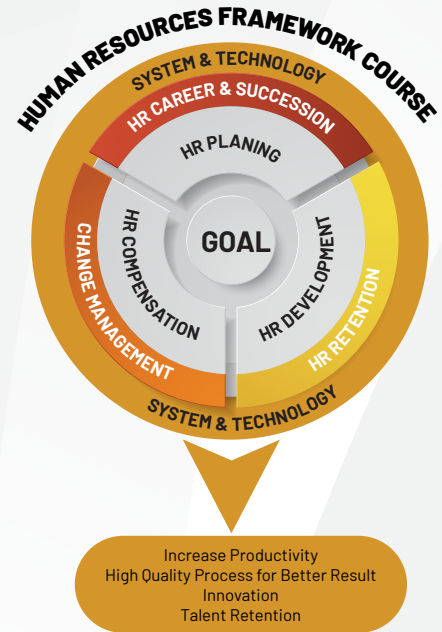 HUMAN RESOURCES FRAMEWORK COURSE
SYSTEM & TECHNOLOGY
HR CAREER & SUCCESSION
HR PLANING
GOAL
HR COMPENSATION
HR DEVELOPMENT
CHANGE MANAGEMENT
HR RETENTION
SYSTEM & TECHNOLOGY
Increase Productivity
High Quality Process for Better Result
Innovation
Talent Retention